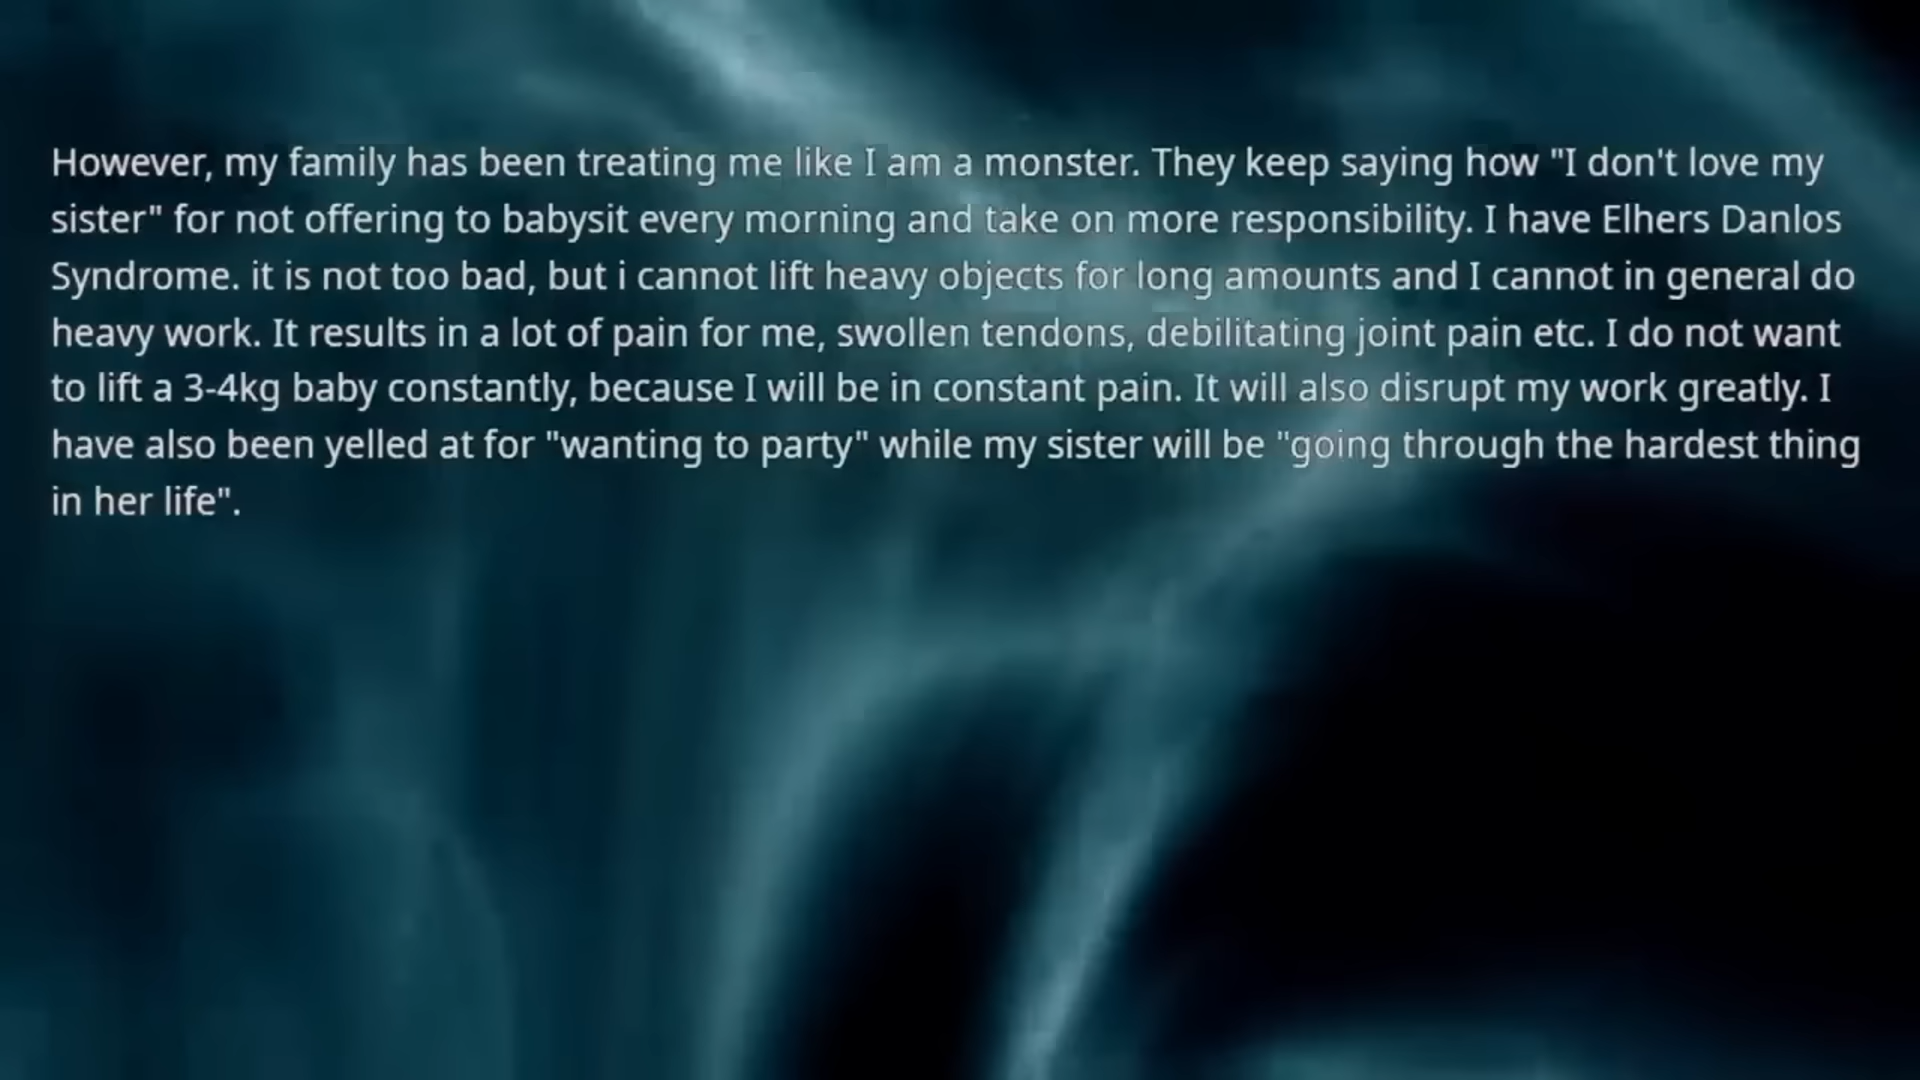 However, my family has been treating me like I am a monster. They keep saying how "I don't love my
sister" for not offering to babysit every morning and take on more responsibility. I have Elhers Danlos
Syndrome. it is not too bad, but i cannot lift heavy objects for long amounts and I cannot in general do
heavy work. It results in a lot of pain for me, swollen tendons, debilitating joint pain etc. I do not want
to lift a 3-4kg baby constantly, because I will be in constant pain. It will also disrupt my work greatly. I
have also been yelled at for "wanting to party" while my sister will be "going through the hardest thing
in her life".